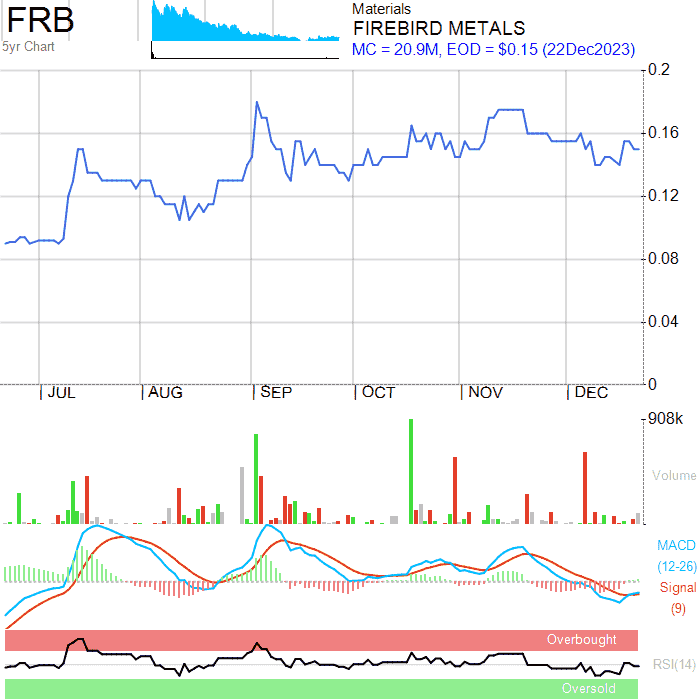 FRB
5yr Chart
Materials
FIREBIRD METALS
MC = 20.9M, EOD = $0.15 (22Dec2023)
0.2
0.16
0.12
0.08
0.04
0
JUL AUG SEP OCT NOV DEC
908k
Volume
MACD
(12-26)
Signal
(9)
Overbought
RSI(14)
Oversold